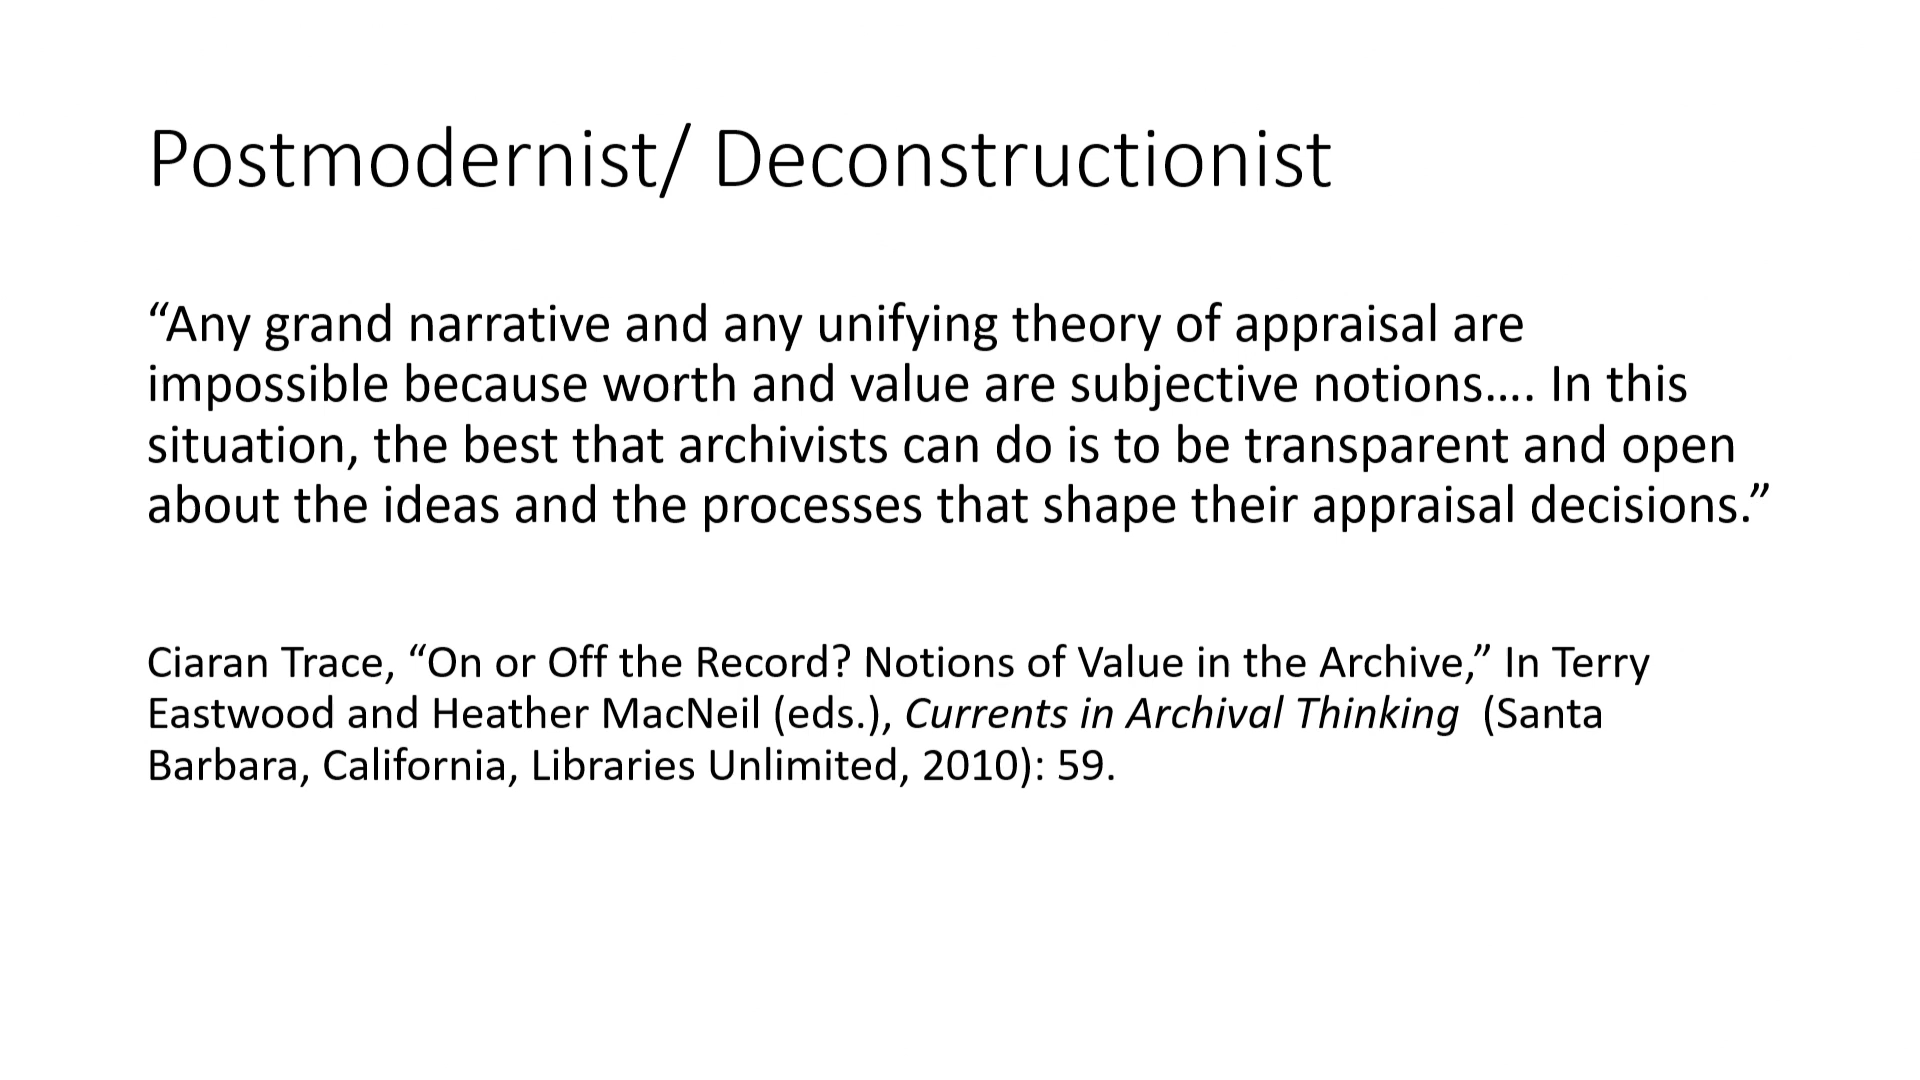 Postmodernist/ Deconstructionist
“Any grand narrative and any unifying theory of appraisal are
impossible because worth and value are subjective notions…. In this
situation, the best that archivists can do is to be transparent and open
about the ideas and the processes that shape their appraisal decisions.”
Ciaran Trace, “On or Off the Record? Notions of Value in the Archive,” In Terry
Eastwood and Heather MacNeil (eds.), Currents in Archival Thinking (Santa
Barbara, California, Libraries Unlimited, 2010): 59.